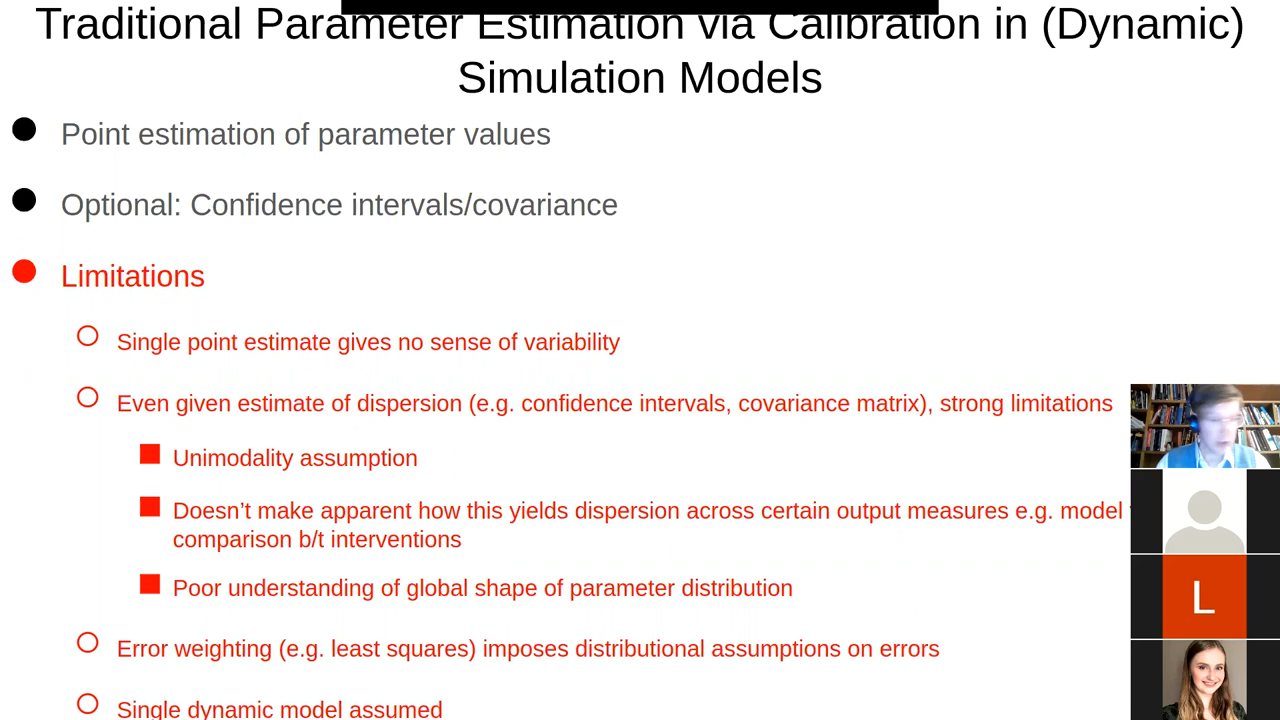 Traditional Parameter Estimation via Calibration in (Dynamic)
Simulation Models
Point estimation of parameter values
Optional: Confidence intervals/covariance
Limitations
Single point estimate gives no sense of variability
Even given estimate of dispersion (e.g. confidence intervals, covariance matrix), strong limitations
Unimodality assumption
Doesn’t make apparent how this yields dispersion across certain output measures e.g. model
comparison b/t interventions
Poor understanding of global shape of parameter distribution
L
Error weighting (e.g. least squares) imposes distributional assumptions on errors
Single dynamic model assumed